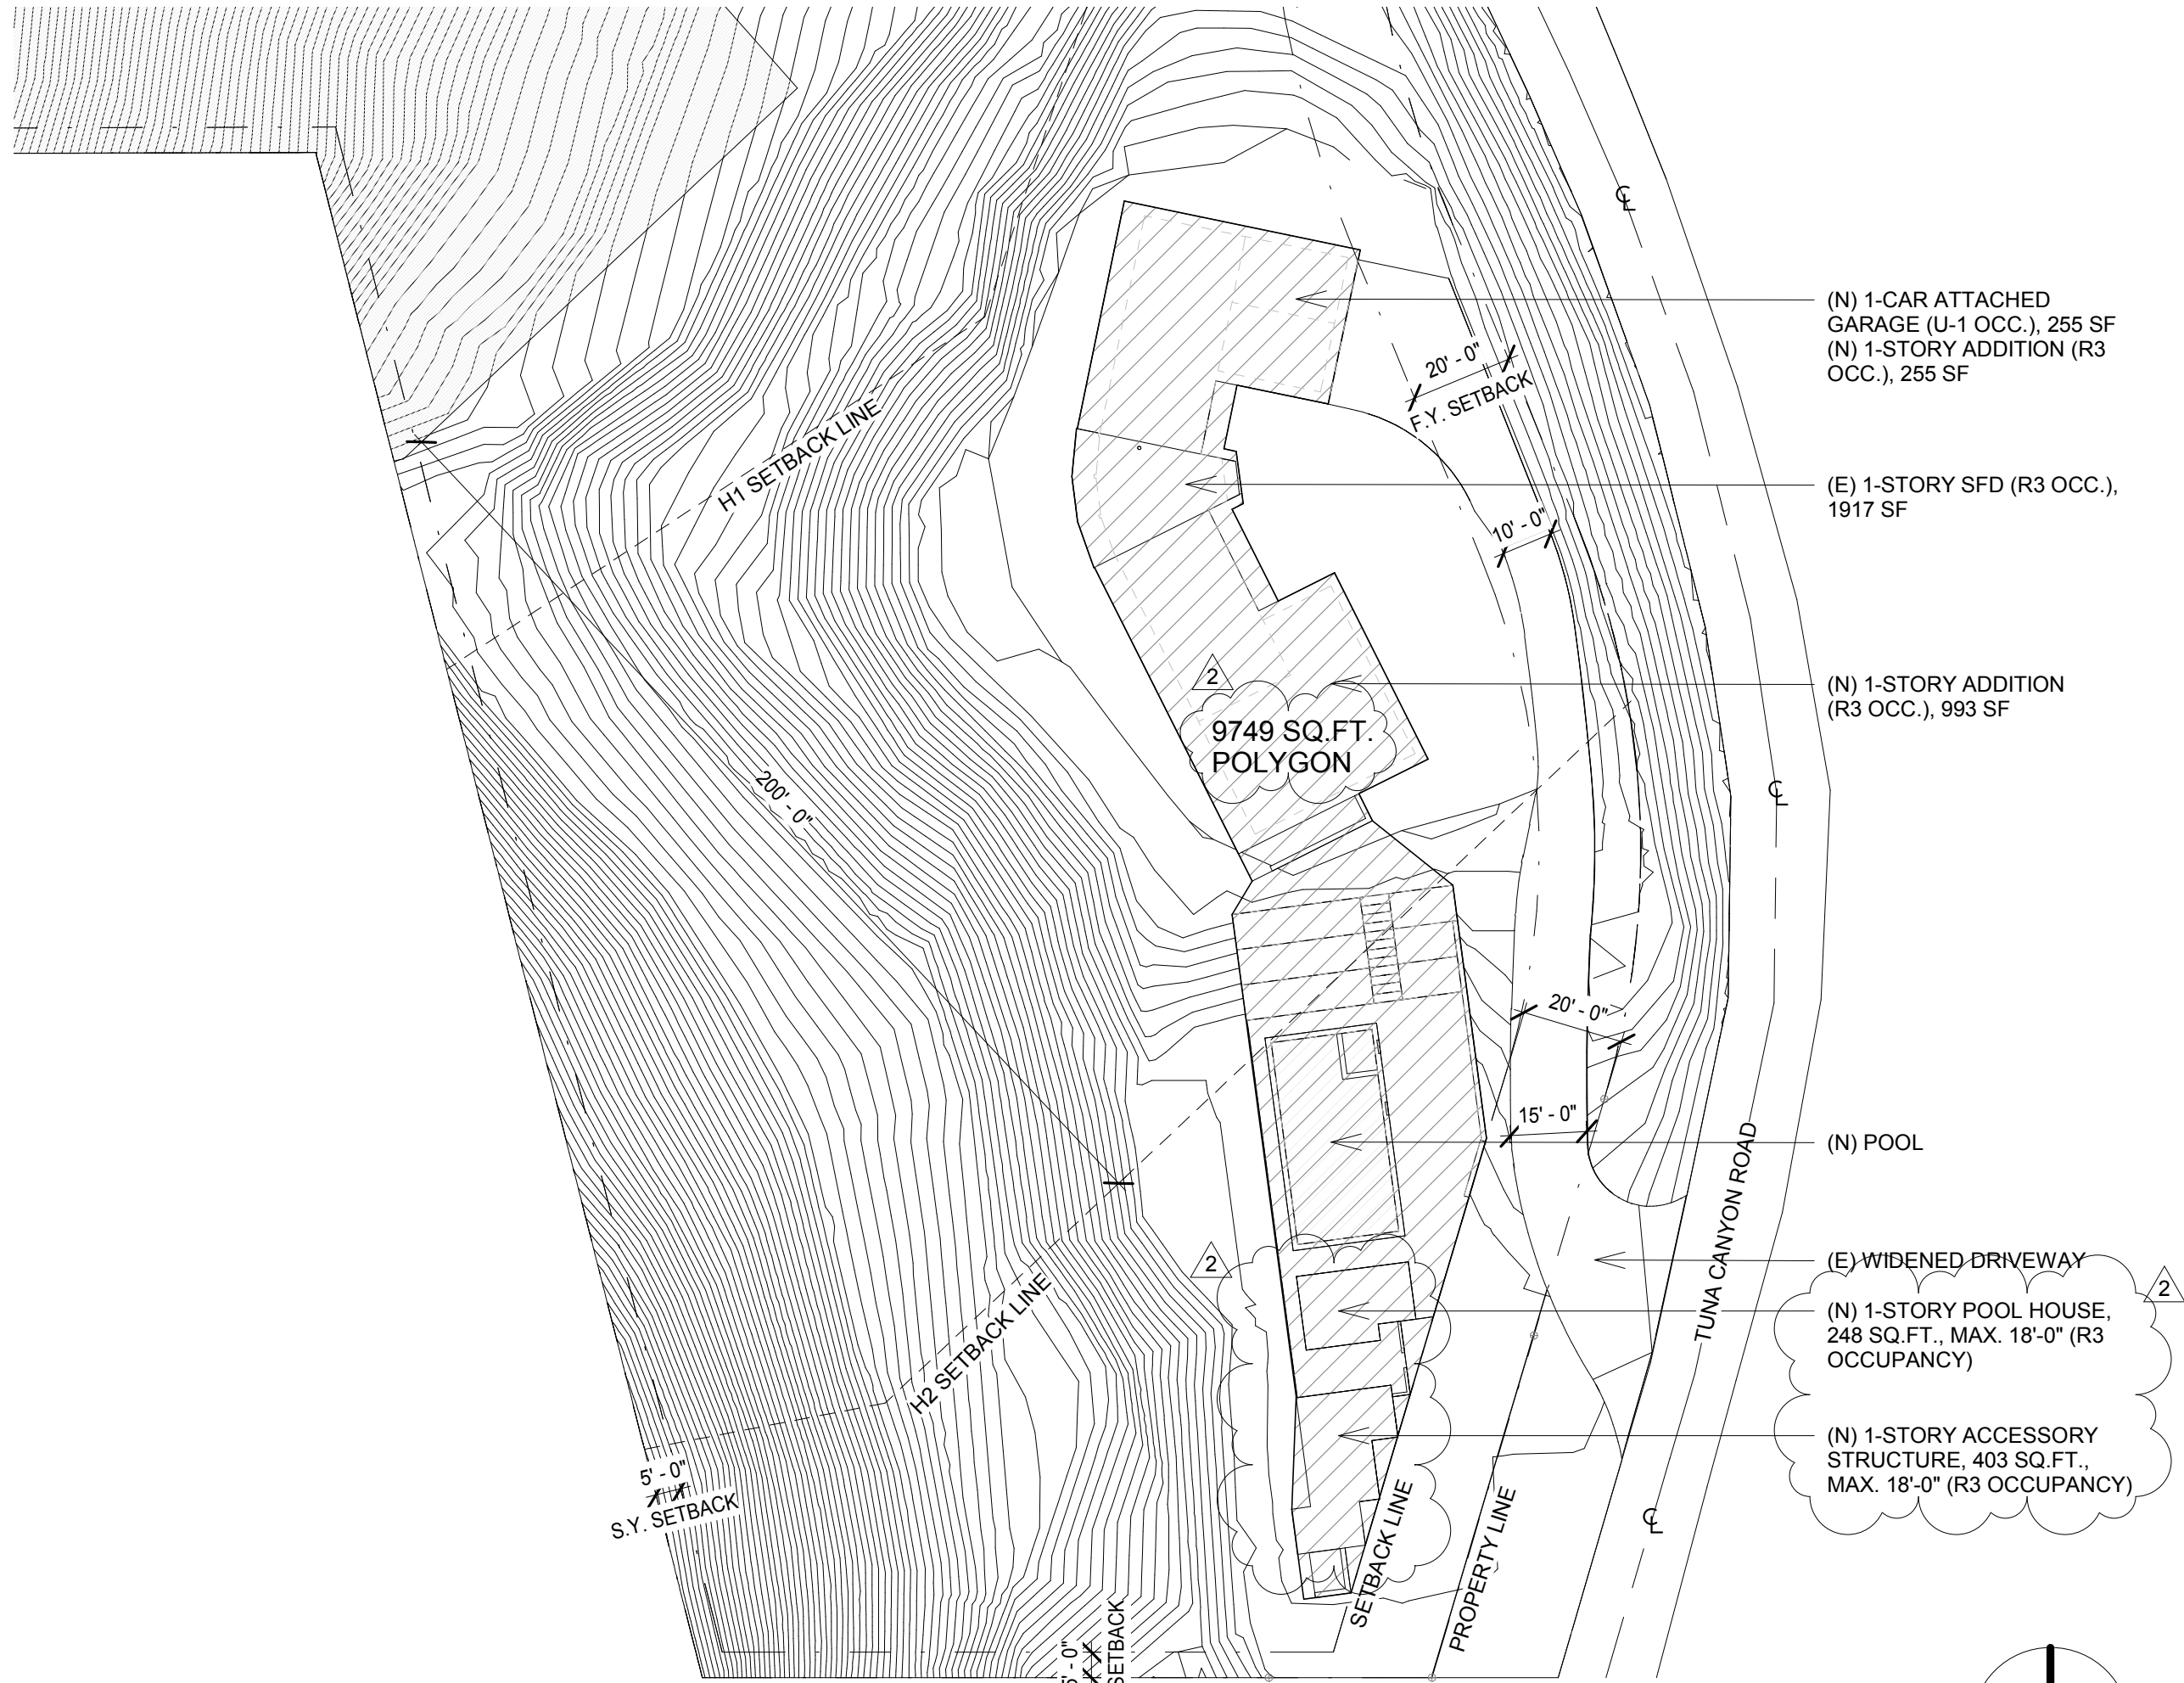 ℄
(N) 1-CAR ATTACHED
GARAGE (U-1 OCC.), 255 SF
(N) 1-STORY ADDITION (R3
OCC.), 255 SF
20' - 0"
F.Y. SETBACK
H1 SETBACK LINE
(E) 1-STORY SFD (R3 OCC.),
1917 SF
10' - 0"
2
(N) 1-STORY ADDITION
(R3 OCC.), 993 SF
9749 SQ.FT.
POLYGON
200' - 0"
℄
20' - 0"
15' - 0"
(N) POOL
TUNA CANYON ROAD
2
(E) WIDENED DRIVEWAY
2
(N) 1-STORY POOL HOUSE,
248 SQ.FT., MAX. 18'-0" (R3
OCCUPANCY)
H2 SETBACK LINE
(N) 1-STORY ACCESSORY
STRUCTURE, 403 SQ.FT.,
MAX. 18'-0" (R3 OCCUPANCY)
5' - 0"
S.Y. SETBACK
℄
SETBACK LINE
PROPERTY LINE
5' - 0"
SETBACK